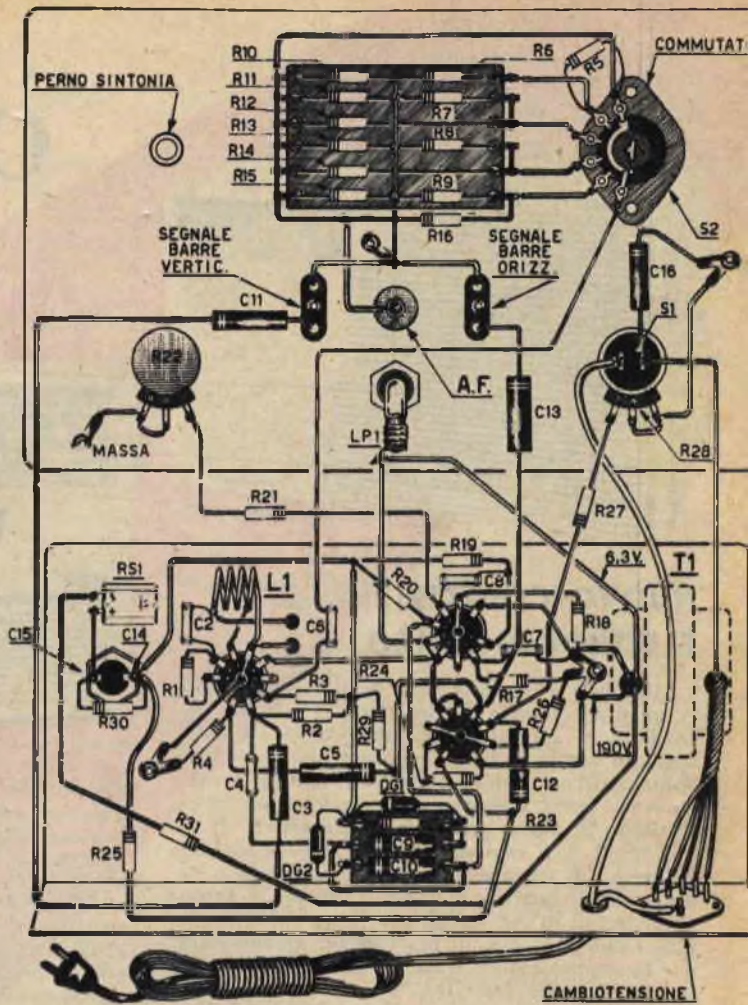 R10
R6
COMMUTAT
R5
R11
PERNO SINTONIA
R12
R7
R13
R8
R14
R15
R9
R16
S2
SEGNALE
BARRE
VERTIC.
SEGNALE
BARRE
ORIZZ.
C16
C11
S1
R22
A.F.
C13
LP1
MASSA
R28
R21
R27
R19
6,3V.
T1
RS1
L1
R20
C8
C2
C6
R18
C15
C14
C7
R24
R1
R3
R17
R26
R30
R2
R29
190V
R4
C5
C4
C12
C3
DG1
R23
R31
C9
R25
DG2
C10
CAMBIOTENSIONE